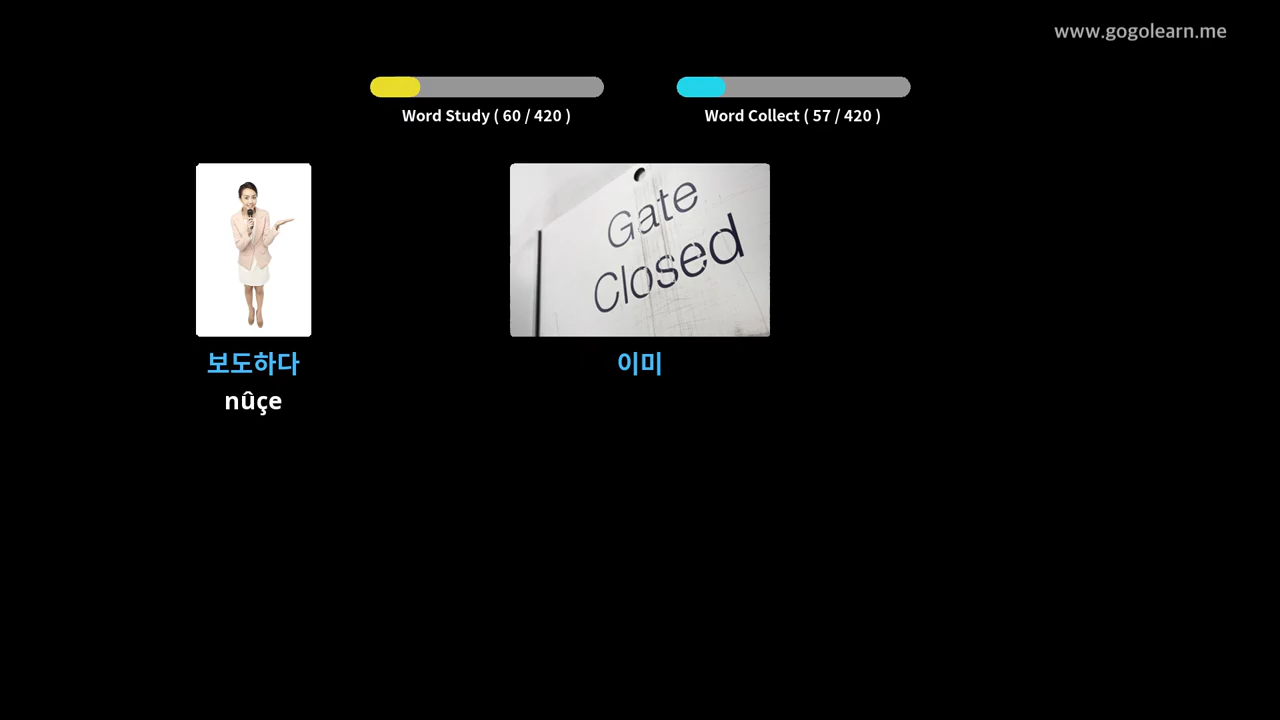 www.gogolearn.me
Word Study ( 60 / 420 )
Word Collect ( 57 / 420 )
Gate
Closed
보도하다
이미
nûçe